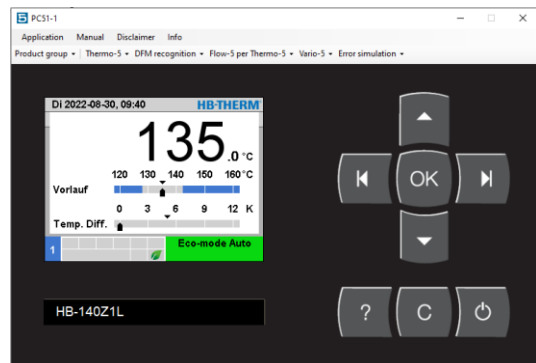 PC51-1
Application Manual Disclaimer Info
Product group Thermo-5 DFM recognition Flow-5 per Thermo-5 Vario-5 Error simulation
Di 2022-08-30, 09:40 HB-THERM
135.0 °C
120 130 140 150 160 °C
Vorlauf
0 3 6 9 12 K
Temp. Diff.
1 Eco-mode Auto
OK
HB-140Z1L
? C